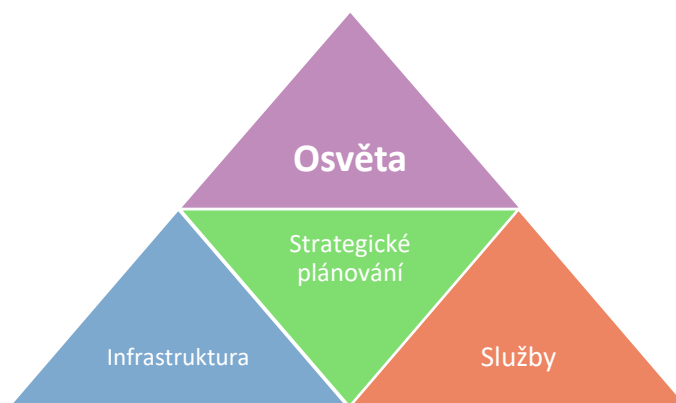 Osvěta
Strategické
plánování
Infrastruktura
Služby